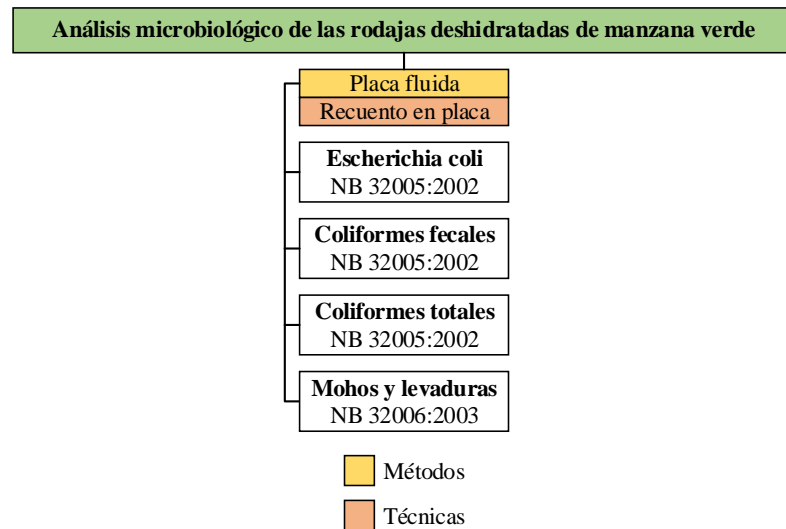 Análisis microbiológico de las rodajas deshidratadas de manzana verde
Placa fluida
Recuento en placa
Escherichia coli
NB 32005:2002
Coliformes fecales
NB 32005:2002
Coliformes totales
NB 32005:2002
Mohos y levaduras
NB 32006:2003
Métodos
Técnicas